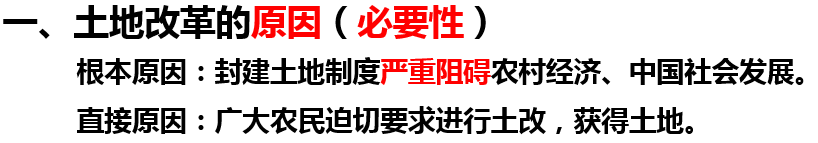 一、土地改革的原因（必要性）
根本原因：封建土地制度严重阻碍农村经济、中国社会发展。
直接原因：广大农民迫切要求进行土改，获得土地。